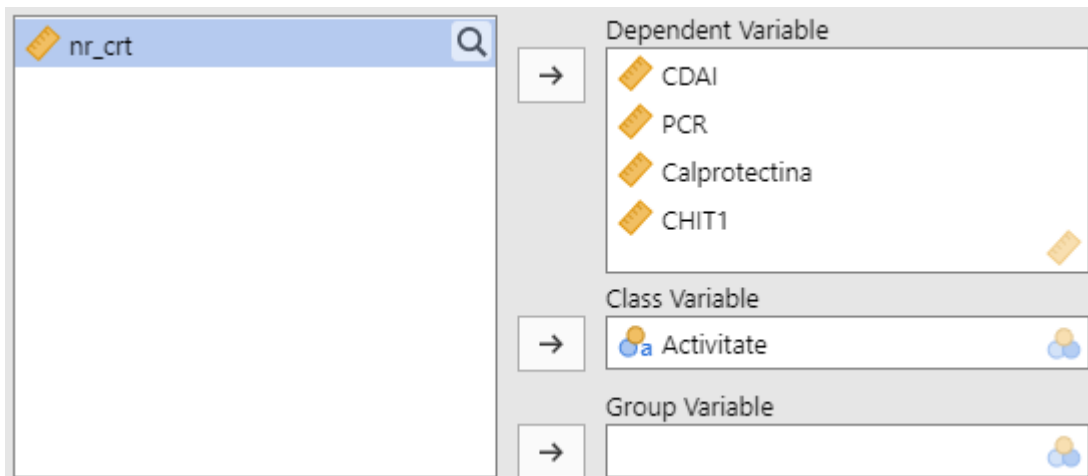 nr_crt
Dependent Variable
CDAI
PCR
Calprotectina
CHIT1
Class Variable
a Activitate
Group Variable